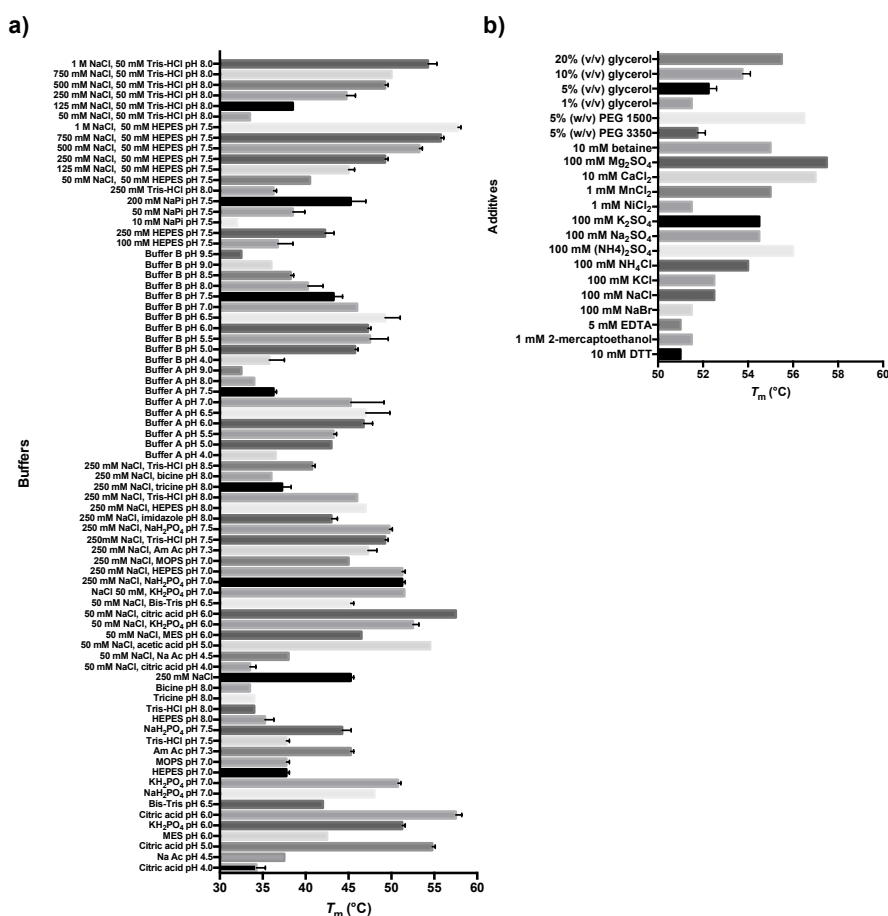 a)
1 M NaCl, 50 mM Tris-HCl pH 8.0
750 mM NaCl, 50 mM Tris-HCl pH 8.0
500 mM NaCl, 50 mM Tris-HCl pH 8.0
250 mM NaCl, 50 mM Tris-HCl pH 8.0
125 mM NaCl, 50 mM Tris-HCl pH 8.0
50 mM NaCl, 50 mM Tris-HCl pH 8.0
1 M NaCl, 50 mM HEPES pH 7.5
750 mM NaCl, 50 mM HEPES pH 7.5
500 mM NaCl, 50 mM HEPES pH 7.5
250 mM NaCl, 50 mM HEPES pH 7.5
125 mM NaCl, 50 mM HEPES pH 7.5
50 mM NaCl, 50 mM HEPES pH 7.5
250 mM Tris-HCl pH 8.0
200 mM NaPi pH 7.5
50 mM NaPi pH 7.5
10 mM NaPi pH 7.5
250 mM HEPES pH 7.5
100 mM HEPES pH 7.5
Buffer B pH 9.5
Buffer B pH 9.0
Buffer B pH 8.5
Buffer B pH 8.0
Buffer B pH 7.5
Buffer B pH 7.0
Buffer B pH 6.5
Buffer B pH 6.0
Buffer B pH 5.5
Buffer B pH 5.0
Buffer B pH 4.0
Buffer A pH 9.0
Buffer A pH 8.0
Buffer A pH 7.5
Buffer A pH 7.0
Buffer A pH 6.5
Buffer A pH 6.0
Buffer A pH 5.5
Buffer A pH 5.0
Buffer A pH 4.0
250 mM NaCl, Tris-HCl pH 8.5
250 mM NaCl, bicine pH 8.0
250 mM NaCl, tricine pH 8.0
250 mM NaCl, Tris-HCl pH 8.0
250 mM NaCl, HEPES pH 8.0
250 mM NaCl, imidazole pH 8.0
250 mM NaCl, NaH₂PO₄ pH 7.5
250mM NaCl, Tris-HCl pH 7.5
250 mM NaCl, Am Ac pH 7.3
250 mM NaCl, MOPS pH 7.0
250 mM NaCl, HEPES pH 7.0
250 mM NaCl, NaH₂PO₄ pH 7.0
NaCl 50 mM, KH₂PO₄ pH 7.0
50 mM NaCl, Bis-Tris pH 6.5
50 mM NaCl, citric acid pH 6.0
50 mM NaCl, KH₂PO₄ pH 6.0
50 mM NaCl, MES pH 6.0
50 mM NaCl, acetic acid pH 5.0
50 mM NaCl, Na Ac pH 4.5
50 mM NaCl, citric acid pH 4.0
250 mM NaCl
Bicine pH 8.0
Tricine pH 8.0
Tris-HCl pH 8.0
HEPES pH 8.0
NaH₂PO₄ pH 7.5
Tris-HCl pH 7.5
Am Ac pH 7.3
MOPS pH 7.0
HEPES pH 7.0
KH₂PO₄ pH 7.0
NaH₂PO₄ pH 7.0
Bis-Tris pH 6.5
Citric acid pH 6.0
KH₂PO₄ pH 6.0
MES pH 6.0
Citric acid pH 5.0
Na Ac pH 4.5
Citric acid pH 4.0
30 35 40 45 50 55 60
Tm (°C)
Buffers
b)
20% (v/v) glycerol
10% (v/v) glycerol
5% (v/v) glycerol
1% (v/v) glycerol
5% (w/v) PEG 1500
5% (w/v) PEG 3350
10 mM betaine
100 mM Mg₂SO₄
10 mM CaCl₂
1 mM MnCl₂
1 mM NiCl₂
100 mM K₂SO₄
100 mM Na₂SO₄
100 mM (NH4)₂SO₄
100 mM NH₄Cl
100 mM KCl
100 mM NaCl
100 mM NaBr
5 mM EDTA
1 mM 2-mercaptoethanol
10 mM DTT
50 52 54 56 58 60
Tm (°C)
Additives